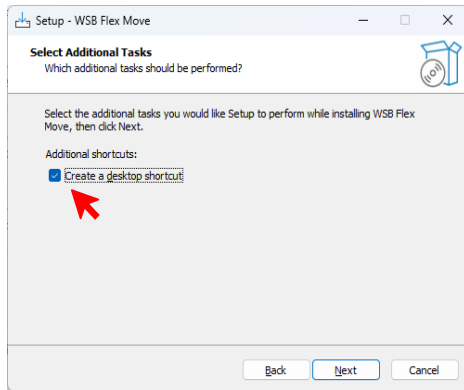 Setup - WSB Flex Move
Select Additional Tasks
Which additional tasks should be performed?
Select the additional tasks you would like Setup to perform while installing WSB Flex
Move, then click Next.
Additional shortcuts:
Create a desktop shortcut
Back Next Cancel